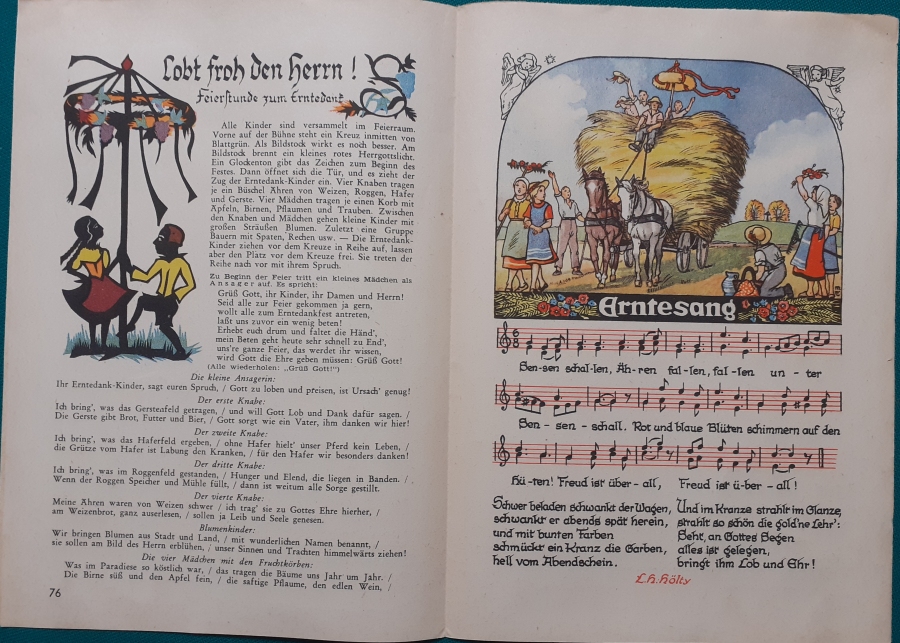 Lobt froh den Herrn!
Feierstunde zum Erntedank
Alle Kinder sind versammelt im Feierraum.
Vorne auf der Bühne steht ein Kreuz inmitten von
Blattgrün. Als Bildstock wirkt es noch besser. Am
Bildstock brennt ein kleines rotes Herrgottslicht.
Ein Glockenton gibt das Zeichen zum Beginn des
Festes. Dann öffnet sich die Tür, und es zieht der
Zug der Erntedank-Kinder ein. Vier Knaben tragen
je ein Büschel Ähren von Weizen, Roggen, Hafer
und Gerste. Vier Mädchen tragen je einen Korb mit
Äpfeln, Birnen, Pflaumen und Trauben. Zwischen
den Knaben und Mädchen gehen kleine Kinder mit
großen Sträußen Blumen. Zuletzt eine Gruppe
Bauern mit Spaten, Rechen usw. — Die Erntedank-
Kinder ziehen vor dem Kreuze in Reihe auf, lassen
aber den Platz vor dem Kreuze frei. Sie treten der
Reihe nach vor mit ihrem Spruch.
Zu Beginn der Feier tritt ein kleines Mädchen als
Ansager auf. Es spricht:
Grüß Gott, ihr Kinder, ihr Damen und Herrn!
Seid alle zur Feier gekommen ja gern,
wollt alle zum Erntedankfest antreten,
laßt uns zuvor ein wenig beten!
Erhebt euch drum und faltet die Händ',
mein Beten geht heute sehr schnell zu End',
uns're ganze Feier, das werdet ihr wissen,
wird Gott die Ehre geben müssen: Grüß Gott!
(Alle wiederholen: „Grüß Gott!")
Die kleine Ansagerin:
Ihr Erntedank-Kinder, sagt euren Spruch, / Gott zu loben und preisen, ist Ursach' genug!
Der erste Knabe:
Ich bring', was das Gerstenfeld getragen, / und will Gott Lob und Dank dafür sagen. /
Die Gerste gibt Brot, Futter und Bier, / Gott sorgt wie ein Vater, ihm danken wir hier!
Der zweite Knabe:
Ich bring', was das Haferfeld ergeben, / ohne Hafer hielt' unser Pferd kein Leben, /
die Grütze vom Hafer ist Labung den Kranken, / für den Hafer wir besonders danken!
Der dritte Knabe:
Ich bring', was im Roggenfeld gestanden, / Hunger und Elend, die liegen in Banden. /
Wenn der Roggen Speicher und Mühle füllt, / dann ist weitum alle Sorge gestillt.
Der vierte Knabe:
Meine Ähren waren von Weizen schwer / ich trag' sie zu Gottes Ehre hierher, /
am Weizenbrot, ganz auserlesen, / sollen ja Leib und Seele genesen.
Blumenkinder:
Wir bringen Blumen aus Stadt und Land, / mit wunderlichen Namen benannt, /
sie sollen am Bild des Herrn erblühen, / unser Sinnen und Trachten himmelwärts ziehen!
Die vier Mädchen mit den Fruchtkörben:
Was im Paradiese so köstlich war, / das tragen die Bäume uns Jahr um Jahr. /
Die Birne süß und den Apfel fein, / die saftige Pflaume, den edlen Wein, /
76
Erntesang
6 8
Sen-sen schal-len, Äh-ren fal-len, fal-len un-ter
Sen-sen-schall. Rot und blaue Blüten schimmern auf den
Hü-ten! Freud ist über-all, Freud ist ü-ber-all!
Schwer beladen schwankt der Wagen,
schwankt er abends spät herein,
und mit bunten Farben
schmückt ein Kranz die Garben,
hell vom Abendschein.
Und im Kranze strahlt im Glanze,
strahlt so schön die gold'ne Lehr':
Seht, an Gottes Segen
alles ist gelegen,
bringt ihm Lob und Ehr!
L.H. Hölty